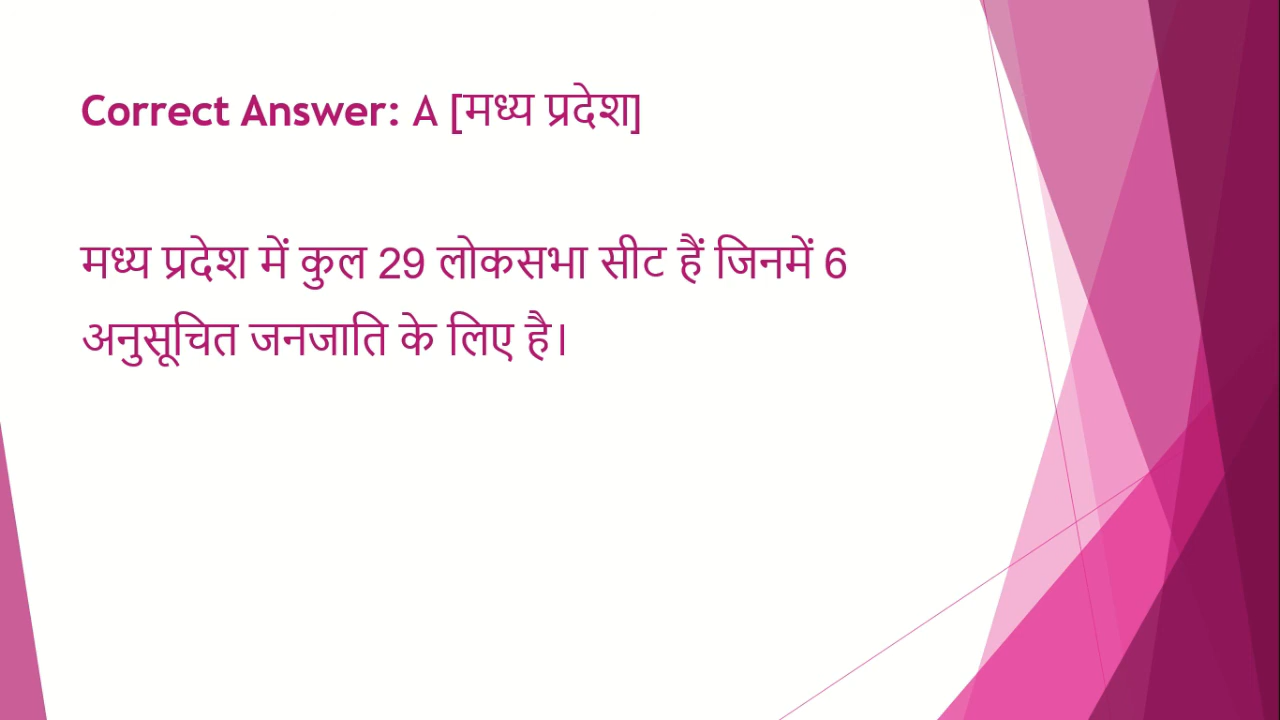 Correct Answer: A [मध्य प्रदेश]
मध्य प्रदेश में कुल 29 लोकसभा सीट हैं जिनमें 6
अनुसूचित जनजाति के लिए है।